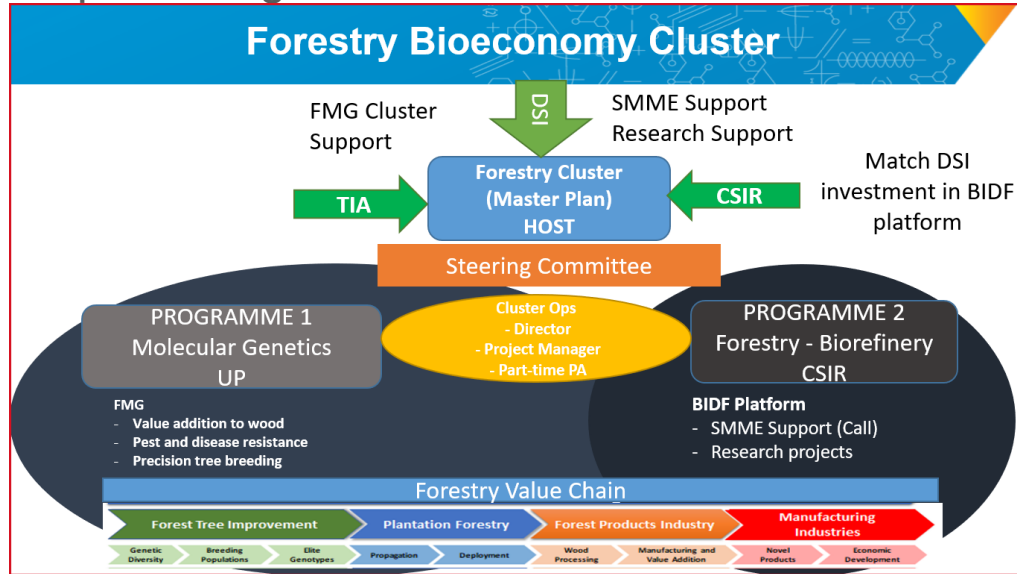 Forestry Bioeconomy Cluster
DSI
FMG Cluster
Support
SMME Support
Research Support
Forestry Cluster
(Master Plan)
HOST
TIA
CSIR
Match DSI
investment in BIDF
platform
Steering Committee
PROGRAMME 1
Molecular Genetics
UP
Cluster Ops
- Director
- Project Manager
- Part-time PA
PROGRAMME 2
Forestry - Biorefinery
CSIR
FMG
- Value addition to wood
- Pest and disease resistance
- Precision tree breeding
BIDF Platform
- SMME Support (Call)
- Research projects
Forestry Value Chain
Forest Tree Improvement
Plantation Forestry
Forest Products Industry
Manufacturing
Industries
Genetic
Diversity
Breeding
Populations
Elite
Genotypes
Propagation
Deployment
Wood
Processing
Manufacturing and
Value Addition
Novel
Products
Economic
Development